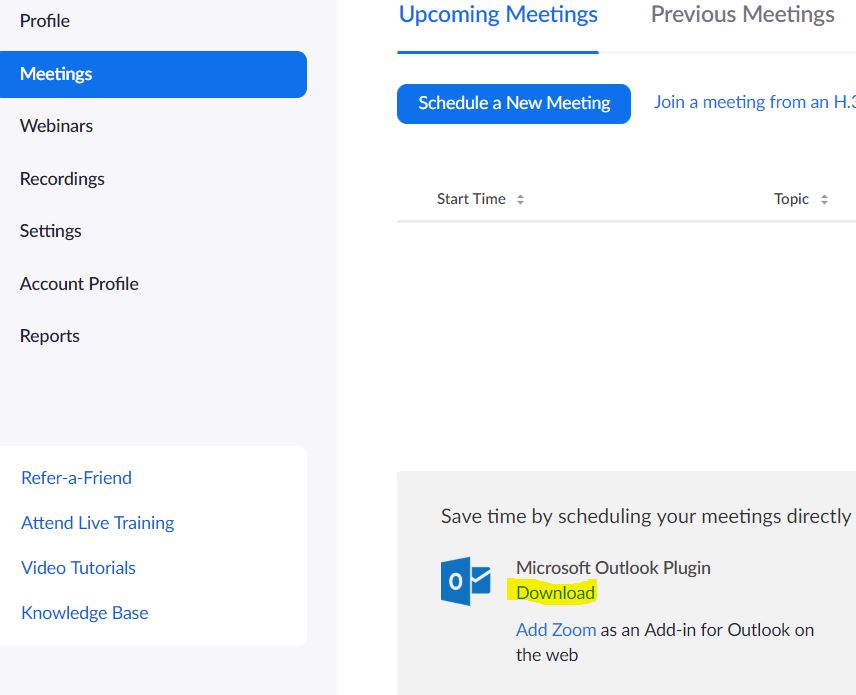 Profile
Meetings
Webinars
Recordings
Settings
Account Profile
Reports
Refer-a-Friend
Attend Live Training
Video Tutorials
Knowledge Base
Upcoming Meetings Previous Meetings
Schedule a New Meeting Join a meeting from an H.3
Start Time Topic
Save time by scheduling your meetings directly
Microsoft Outlook Plugin
Download
Add Zoom as an Add-in for Outlook on
the web